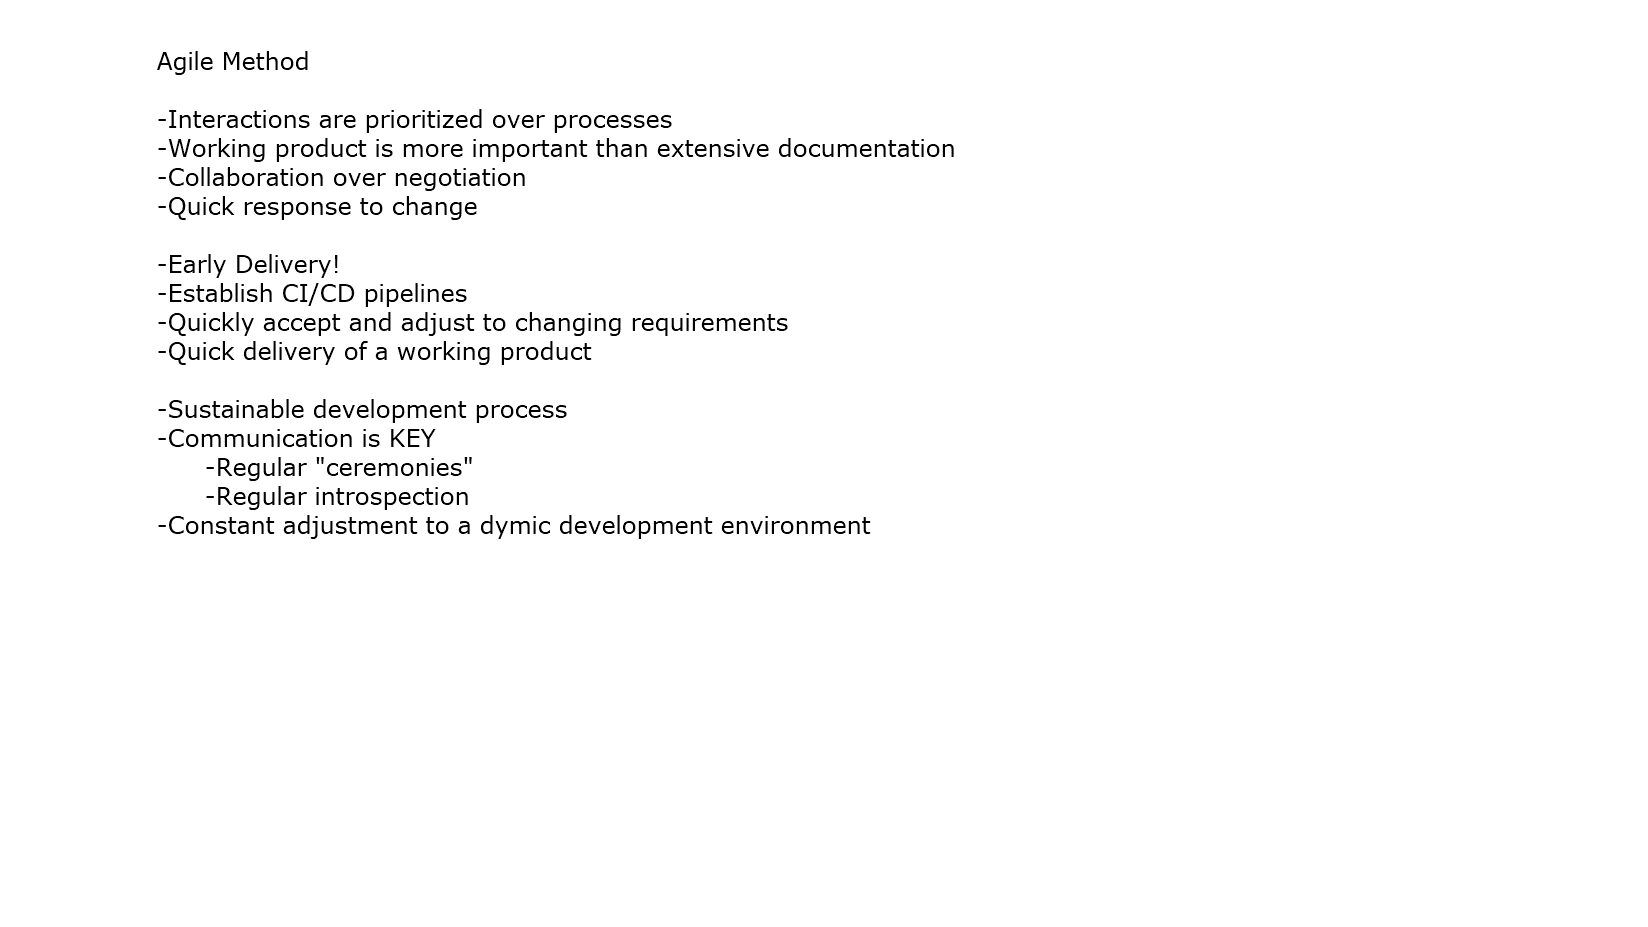 Agile Method
-Interactions are prioritized over processes
-Working product is more important than extensive documentation
-Collaboration over negotiation
-Quick response to change
-Early Delivery!
-Establish CI/CD pipelines
-Quickly accept and adjust to changing requirements
-Quick delivery of a working product
-Sustainable development process
-Communication is KEY
-Regular "ceremonies"
-Regular introspection
-Constant adjustment to a dymic development environment